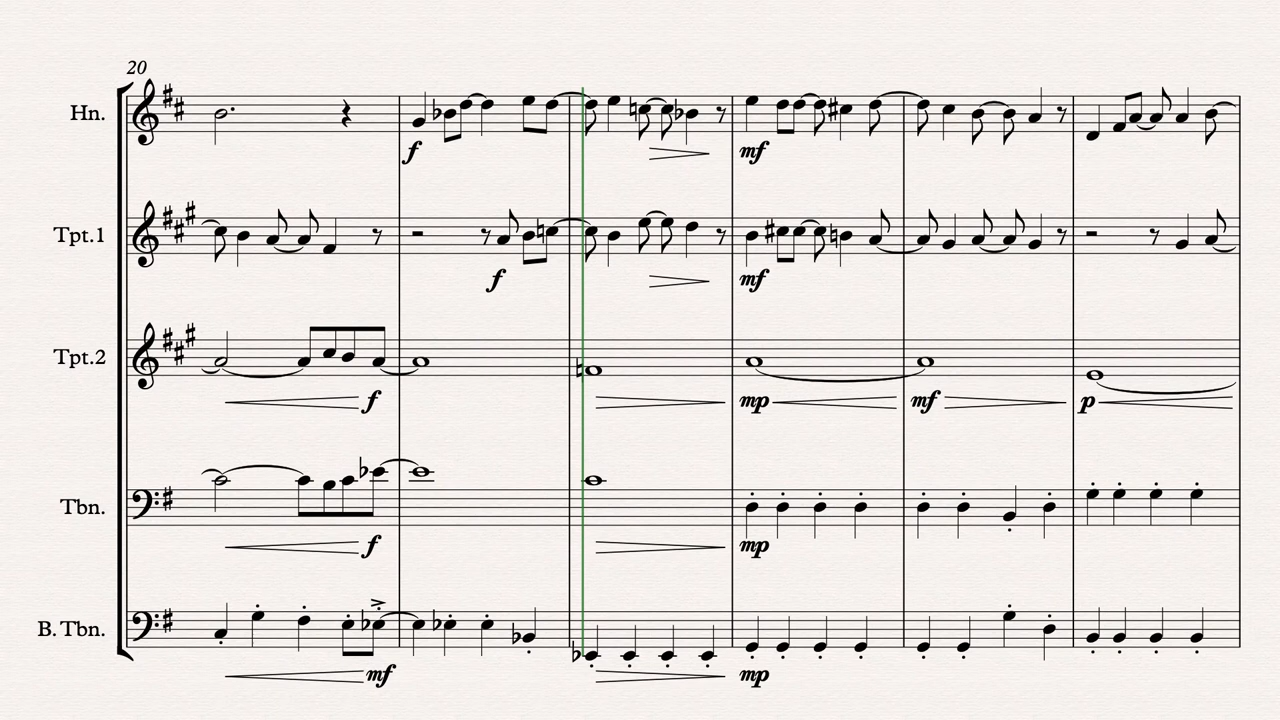 20
Hn.
f mf
Tpt.1
f mf
Tpt.2
f mp mf p
Tbn.
f mp
B. Tbn.
mf mp